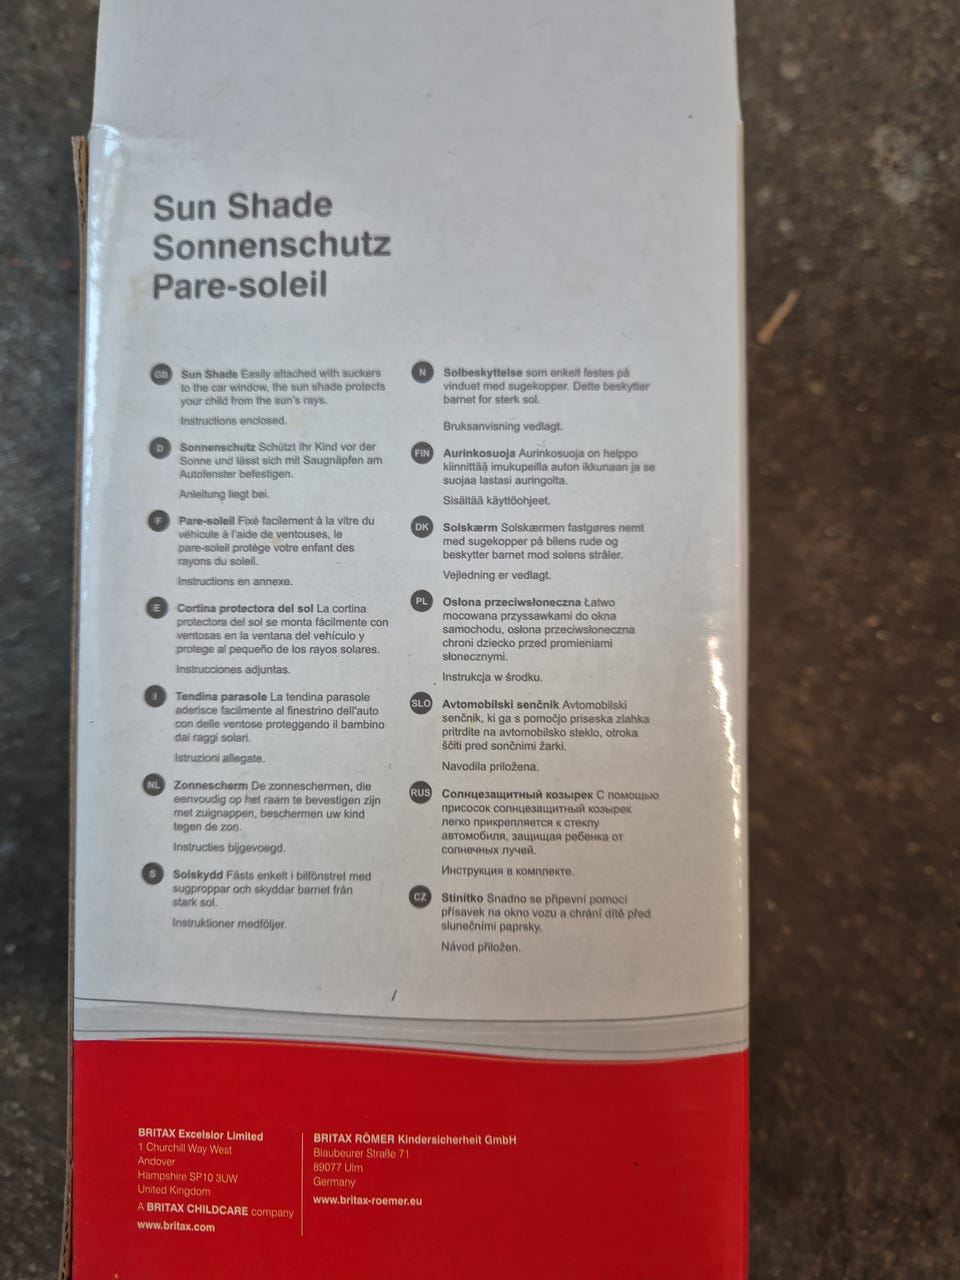 Sun Shade
Sonnenschutz
Pare-soleil
GB
Sun Shade Easily attached with suckers
to the car window, the sun shade protects
your child from the sun's rays.
Instructions enclosed.
D
Sonnenschutz Schützt Ihr Kind vor der
Sonne und lässt sich mit Saugnäpfen am
Autofenster befestigen.
Anleitung liegt bei.
F
Pare-soleil Fixé facilement à la vitre du
véhicule à l'aide de ventouses, le
pare-soleil protège votre enfant des
rayons du soleil.
Instructions en annexe.
E
Cortina protectora del sol La cortina
protectora del sol se monta fácilmente con
ventosas en la ventana del vehículo y
protege al pequeño de los rayos solares.
Instrucciones adjuntas.
I
Tendina parasole La tendina parasole
aderisce facilmente al finestrino dell'auto
con delle ventose proteggendo il bambino
dai raggi solari.
Istruzioni allegate.
NL
Zonnescherm De zonneschermen, die
eenvoudig op het raam te bevestigen zijn
met zuignappen, beschermen uw kind
tegen de zon.
Instructies bijgevoegd.
S
Solskydd Fästs enkelt i bilfönstret med
sugproppar och skyddar barnet från
stark sol.
Instruktioner medföljer.
N
Solbeskyttelse som enkelt festes på
vinduet med sugekopper. Dette beskytter
barnet for sterk sol.
Bruksanvisning vedlagt.
FIN
Aurinkosuoja Aurinkosuoja on helppo
kiinnittää imukupeilla auton ikkunaan ja se
suojaa lastasi auringolta.
Sisältää käyttöohjeet.
DK
Solskærm Solskærmen fastgøres nemt
med sugekopper på bilens rude og
beskytter barnet mod solens stråler.
Vejledning er vedlagt.
PL
Osłona przeciwsłoneczna Łatwo
mocowana przyssawkami do okna
samochodu, osłona przeciwsłoneczna
chroni dziecko przed promieniami
słonecznymi.
Instrukcja w środku.
SLO
Avtomobilski senčnik Avtomobilski
senčnik, ki ga s pomočjo priseska zlahka
pritrdite na avtomobilsko steklo, otroka
ščiti pred sončnimi žarki.
Navodila priložena.
RUS
Солнцезащитный козырек С помощью
присосок солнцезащитный козырек
легко прикрепляется к стеклу
автомобиля, защищая ребенка от
солнечных лучей.
Инструкция в комплекте.
CZ
Stínítko Snadno se připevní pomocí
přísavek na okno vozu a chrání dítě před
slunečními paprsky.
Návod přiložen.
BRITAX Excelsior Limited
1 Churchill Way West
Andover
Hampshire SP10 3UW
United Kingdom
A BRITAX CHILDCARE company
www.britax.com
BRITAX RÖMER Kindersicherheit GmbH
Blaubeurer Straße 71
89077 Ulm
Germany
www.britax-roemer.eu